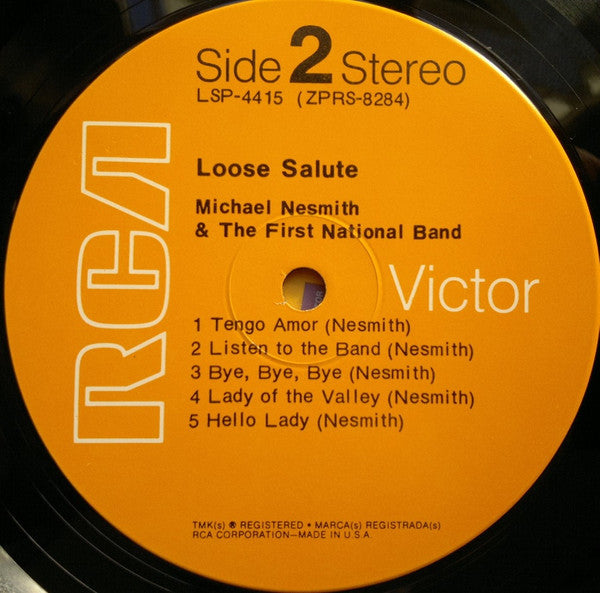 Side 2 Stereo
LSP-4415 (ZPRS-8284)
Loose Salute
Michael Nesmith
& The First National Band
RCA
Victor
1 Tengo Amor (Nesmith)
2 Listen to the Band (Nesmith)
3 Bye, Bye, Bye (Nesmith)
4 Lady of the Valley (Nesmith)
5 Hello Lady (Nesmith)
TMK(s) ® REGISTERED • MARCA(s) REGISTRADA(s)
RCA CORPORATION—MADE IN U.S.A.